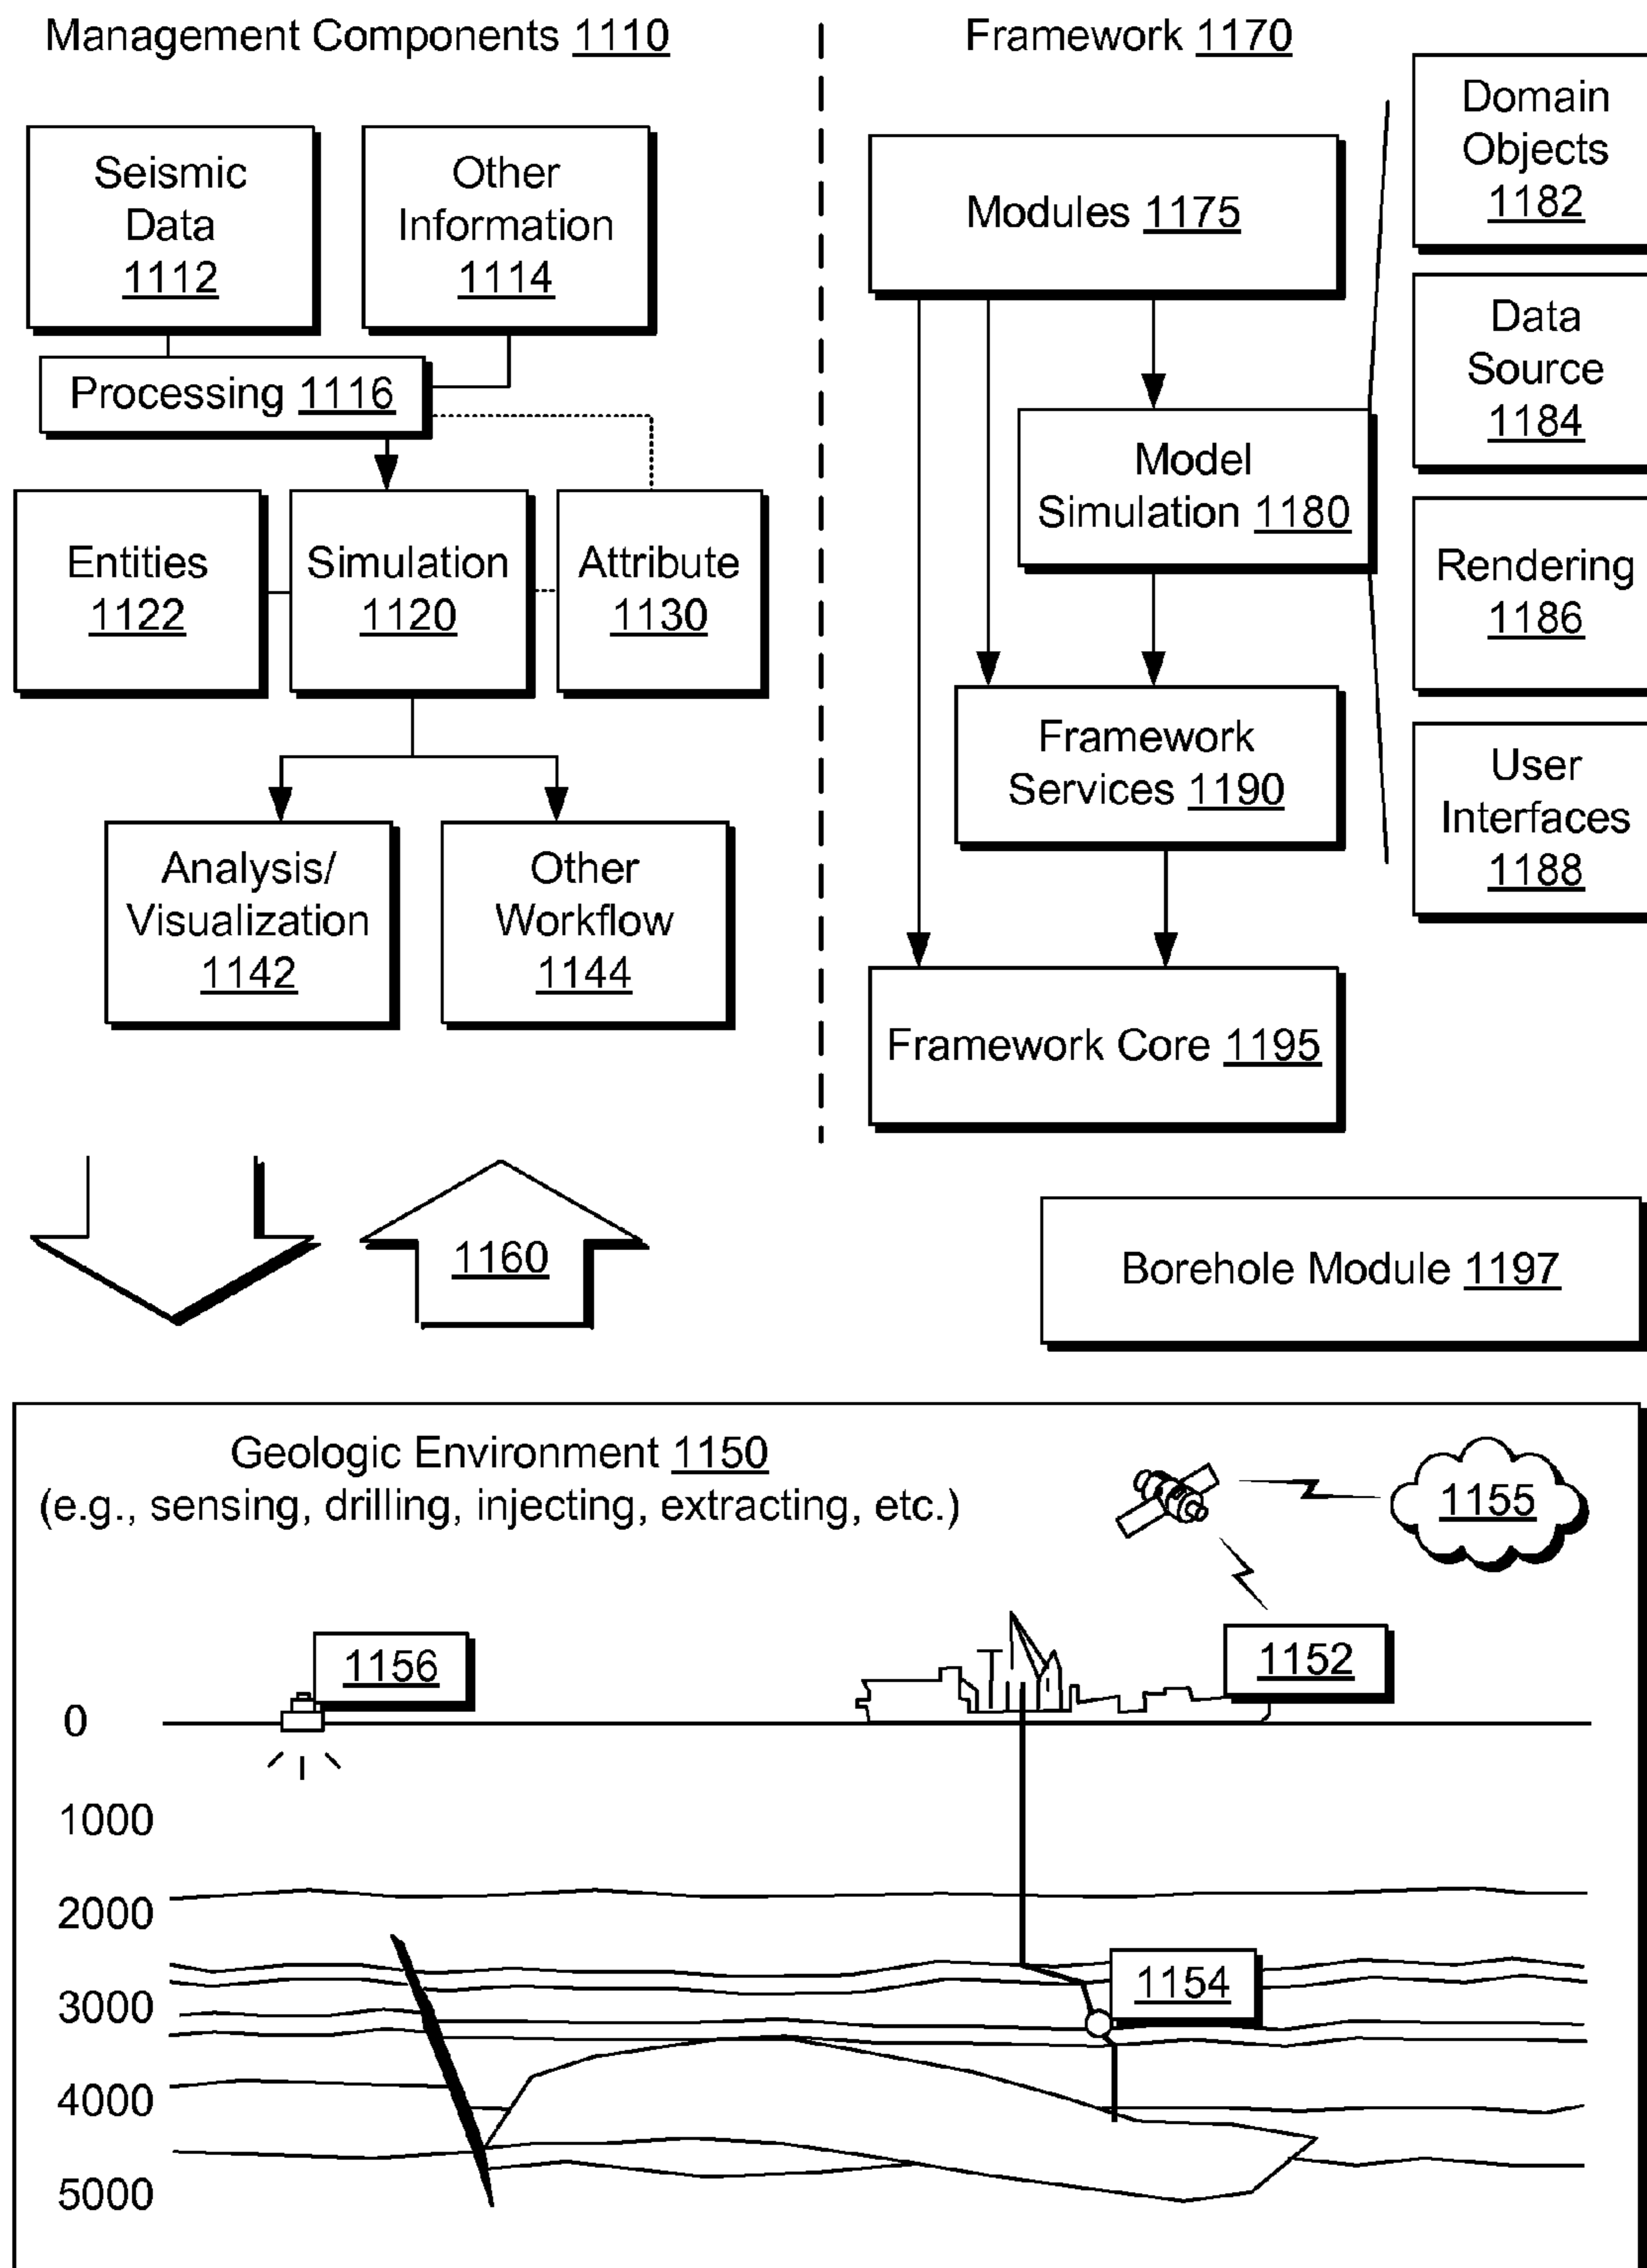 Management Components 1110
Framework 1170
Seismic
Data
1112
Other
Information
1114
Processing 1116
Entities
1122
Simulation
1120
Attribute
1130
Analysis/
Visualization
1142
Other
Workflow
1144
Modules 1175
Model
Simulation 1180
Framework
Services 1190
Framework Core 1195
Domain
Objects
1182
Data
Source
1184
Rendering
1186
User
Interfaces
1188
1160
Borehole Module 1197
Geologic Environment 1150
(e.g., sensing, drilling, injecting, extracting, etc.)
1155
1156
1152
0
1000
2000
1154
3000
4000
5000